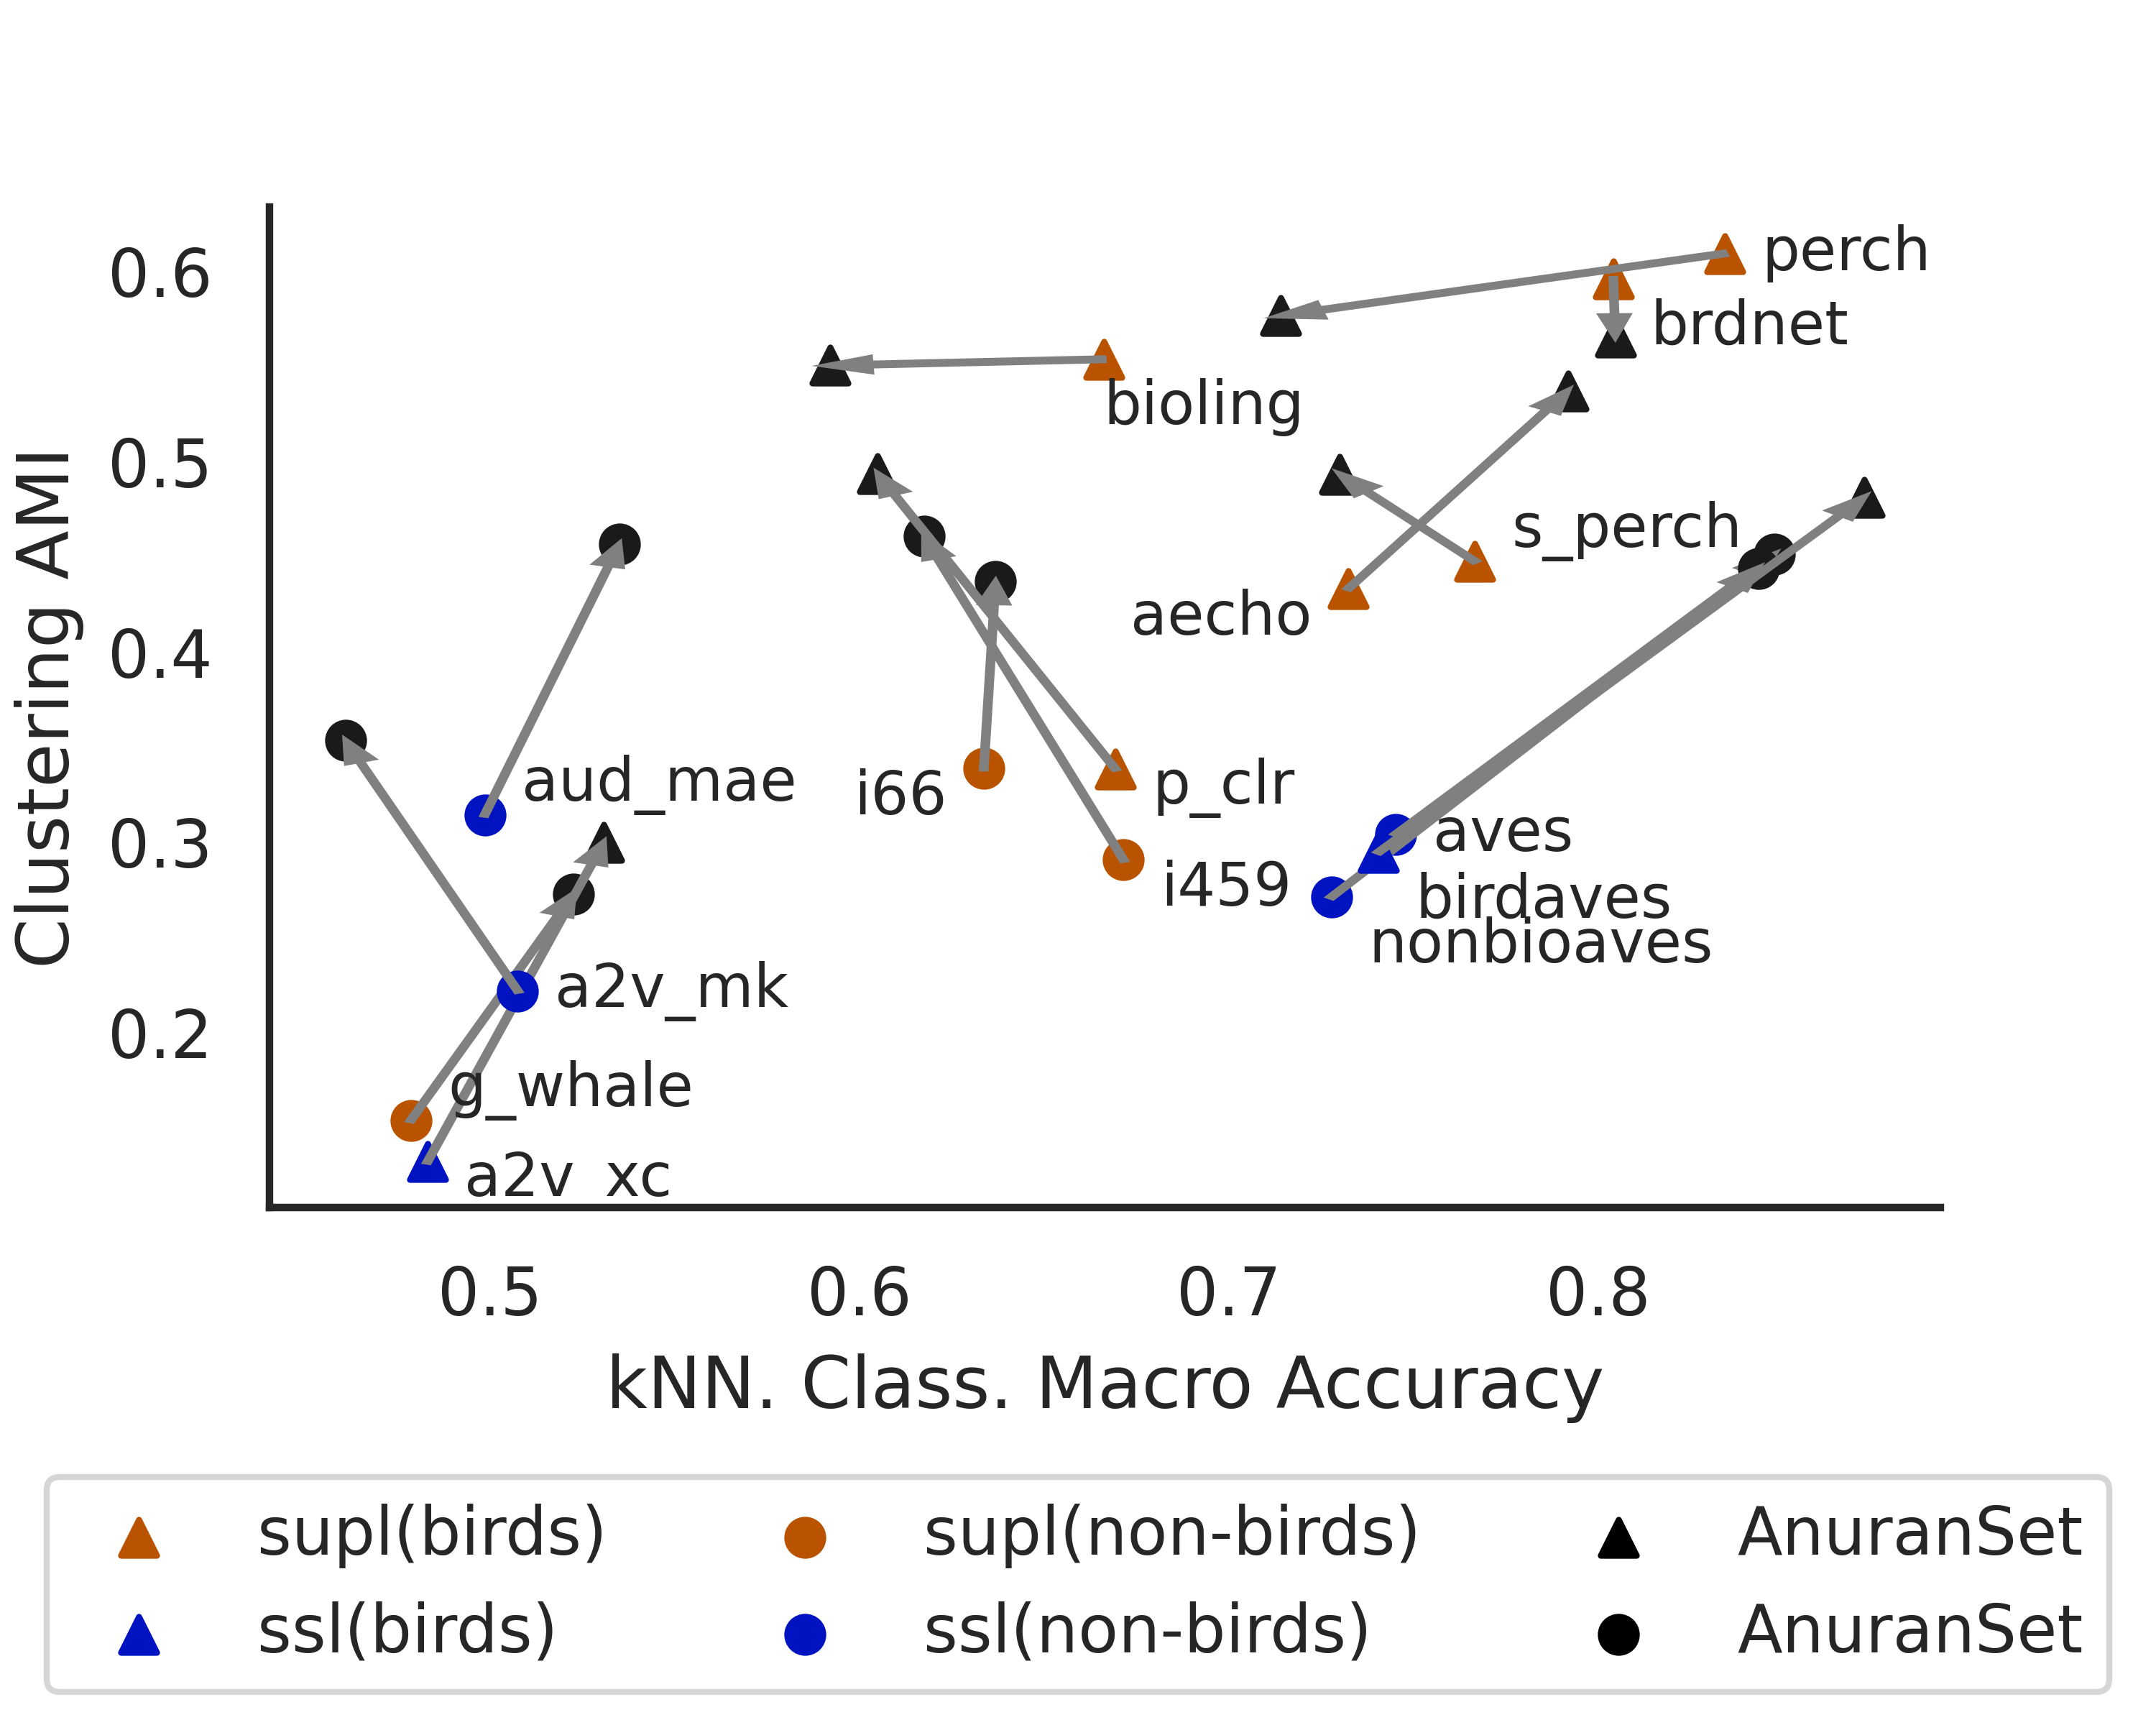 Clustering AMI
0.6
0.5
0.4
0.3
0.2
perch
brdnet
bioling
s_perch
aecho
aud_mae
i66
p_clr
aves
i459
birdaves
nonbioaves
a2v_mk
g_whale
a2v_xc
0.5 0.6 0.7 0.8
kNN. Class. Macro Accuracy
supl(birds) supl(non-birds) AnuranSet
ssl(birds) ssl(non-birds) AnuranSet